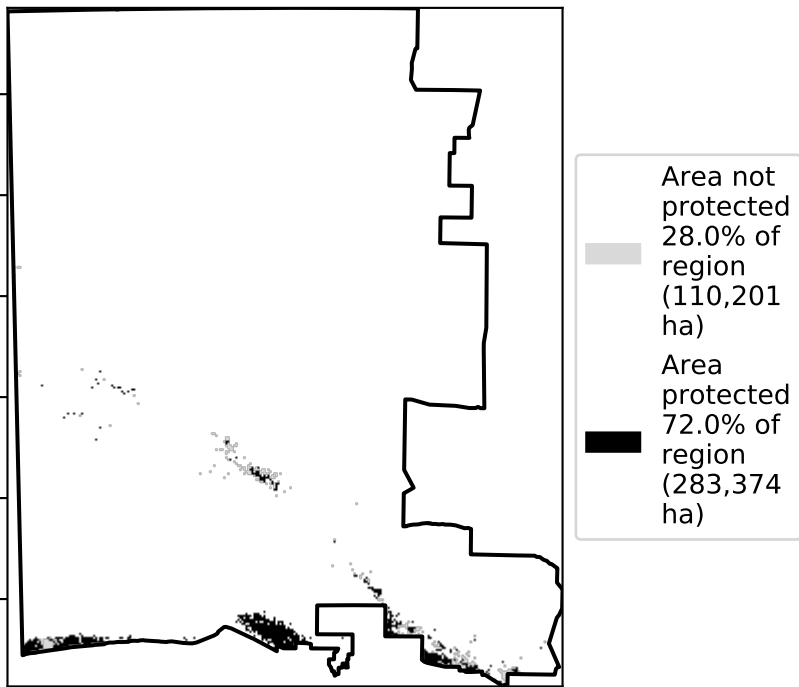 Area not
protected
28.0% of
region
(110,201
ha)
Area
protected
72.0% of
region
(283,374
ha)